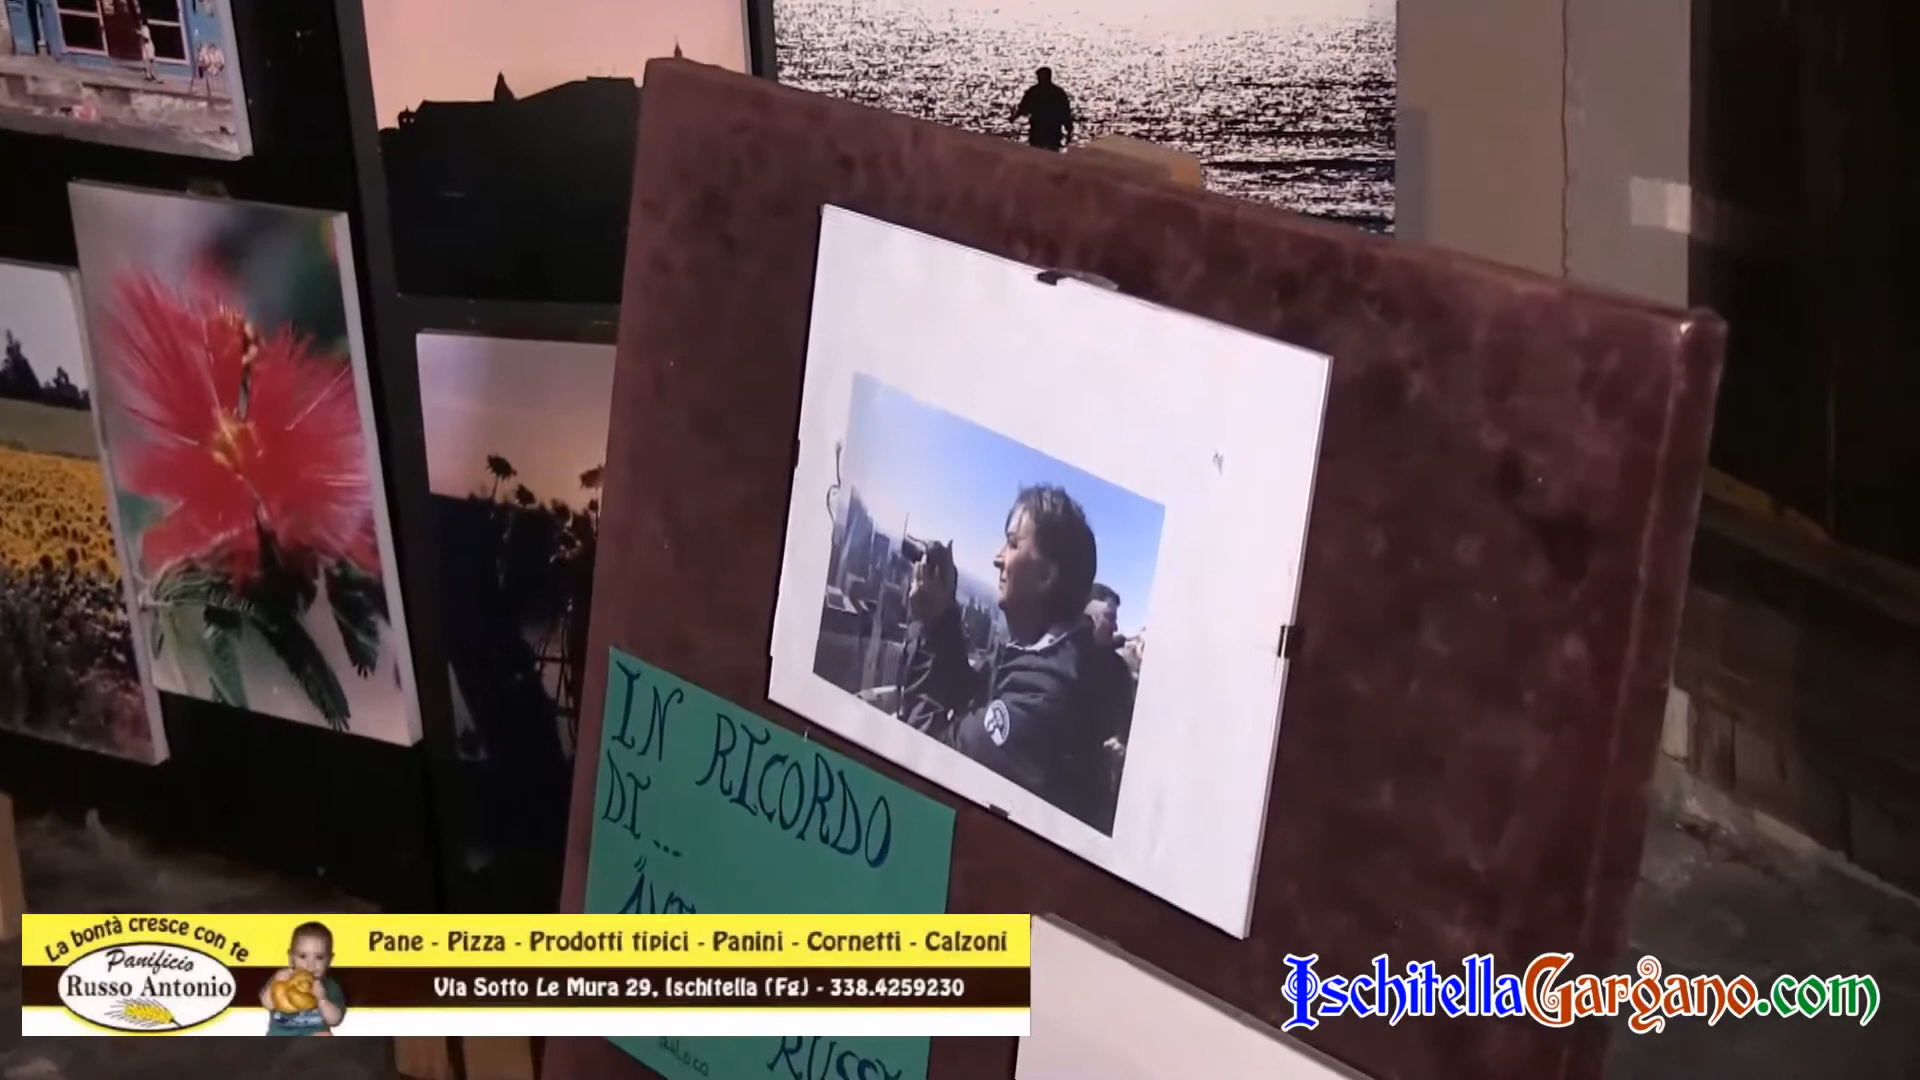 IN RICORDO
DI...
La bontà cresce con te
Panificio
Russo Antonio
Pane - Pizza - Prodotti tipici - Panini - Cornetti - Calzoni
Via Sotto Le Mura 29, Ischitella (Fg) - 338.4259230
IschitellaGargano.com